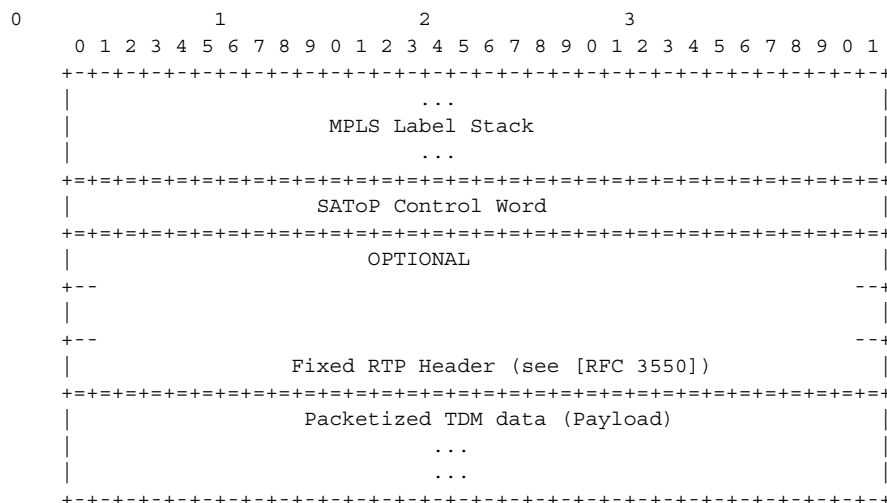 0                   1                   2                   3
 0 1 2 3 4 5 6 7 8 9 0 1 2 3 4 5 6 7 8 9 0 1 2 3 4 5 6 7 8 9 0 1
+-+-+-+-+-+-+-+-+-+-+-+-+-+-+-+-+-+-+-+-+-+-+-+-+-+-+-+-+-+-+-+-+
|                           ...                                 |
|                    MPLS Label Stack                           |
|                           ...                                 |
+=+=+=+=+=+=+=+=+=+=+=+=+=+=+=+=+=+=+=+=+=+=+=+=+=+=+=+=+=+=+=+=+
|                   SAToP Control Word                          |
+=+=+=+=+=+=+=+=+=+=+=+=+=+=+=+=+=+=+=+=+=+=+=+=+=+=+=+=+=+=+=+=+
|                       OPTIONAL                                |
+--                                                           --+
|                                                               |
+--                                                           --+
|                 Fixed RTP Header (see [RFC 3550])             |
+=+=+=+=+=+=+=+=+=+=+=+=+=+=+=+=+=+=+=+=+=+=+=+=+=+=+=+=+=+=+=+=+
|                  Packetized TDM data (Payload)                |
|                            ...                                |
|                            ...                                |
+-+-+-+-+-+-+-+-+-+-+-+-+-+-+-+-+-+-+-+-+-+-+-+-+-+-+-+-+-+-+-+-+